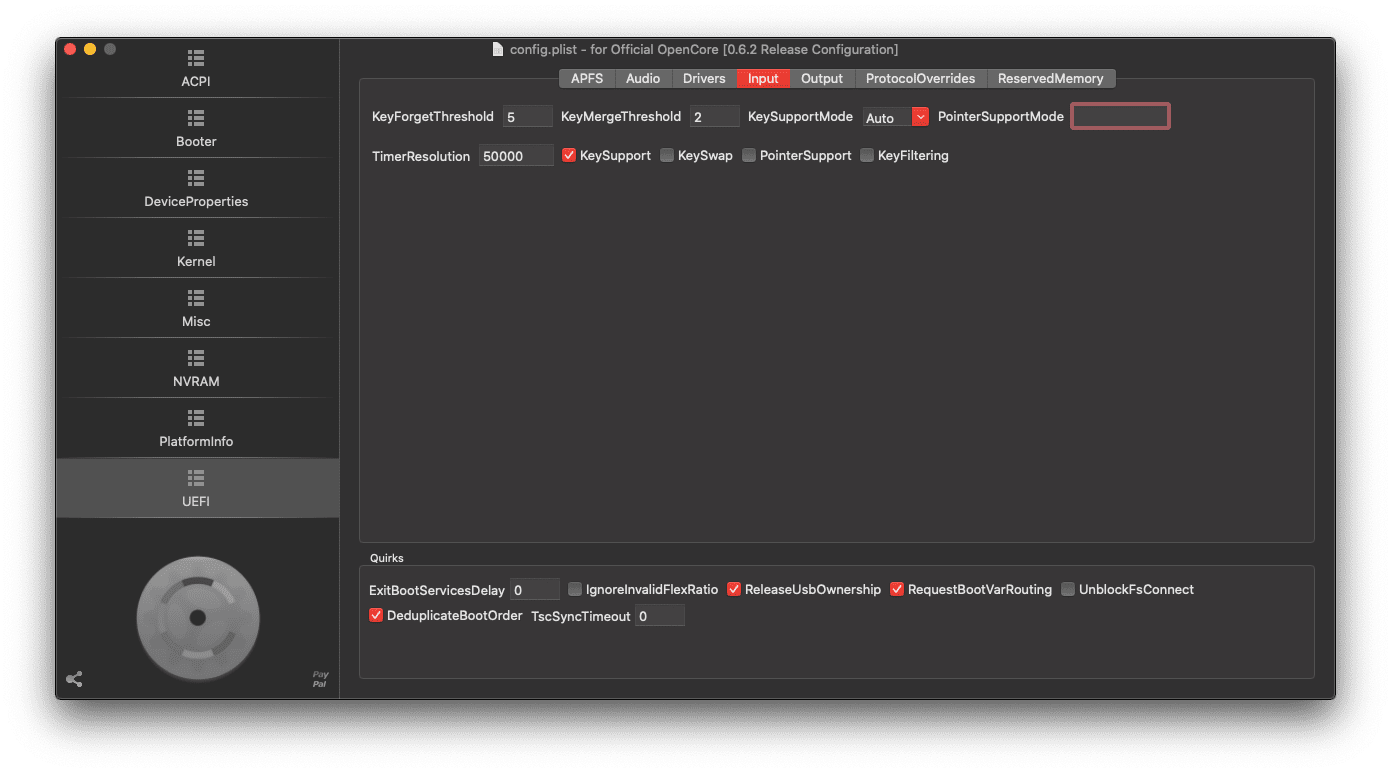 config.plist - for Official OpenCore [0.6.2 Release Configuration]
ACPI
Booter
DeviceProperties
Kernel
Misc
NVRAM
PlatformInfo
UEFI
Pay
Pal
APFS Audio Drivers Input Output ProtocolOverrides ReservedMemory
KeyForgetThreshold 5 KeyMergeThreshold 2 KeySupportMode Auto PointerSupportMode
TimerResolution 50000 KeySupport KeySwap PointerSupport KeyFiltering
Quirks
ExitBootServicesDelay 0 IgnoreInvalidFlexRatio ReleaseUsbOwnership RequestBootVarRouting UnblockFsConnect
DeduplicateBootOrder TscSyncTimeout 0